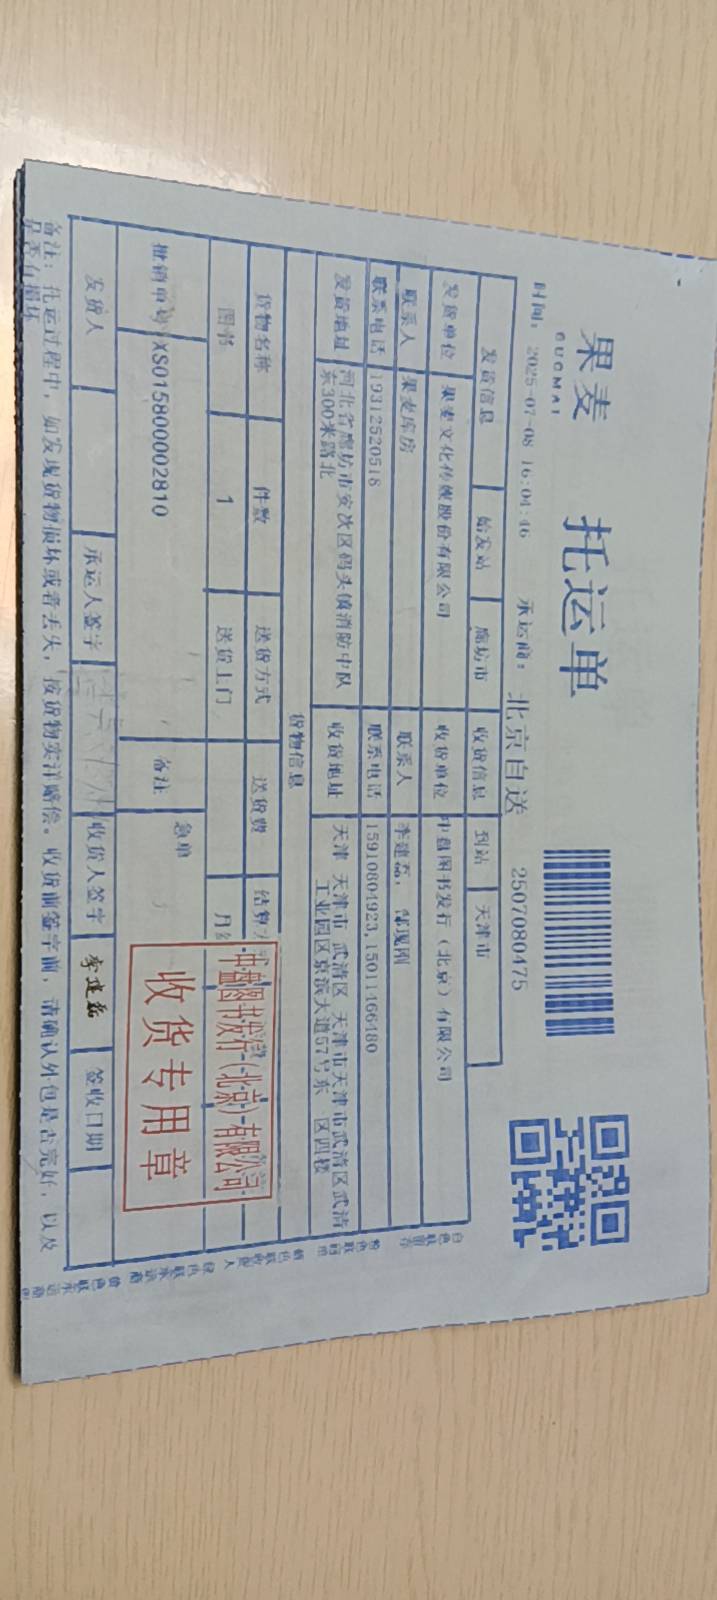 果麦
GUOMAI
托运单
时间: 2025-07-08 16:04:46 承运商: 北京自送 2507080475
发货信息 始发站 廊坊市 收货信息 到站 天津市
发货单位 果麦文化传媒股份有限公司 收货单位 中盘图书发行（北京）有限公司
联系人 果麦库房 联系人 李建磊,
联系电话 19312520518 联系电话 15910804923,15011466480
发货地址 河北省廊坊市安次区码头镇消防中队
东300米路北
收货地址 天津 天津市 武清区 天津市天津市武清区武清
工业园区京滨大道57号东 区四楼
货物信息
货物名称 件数 送货方式 送货费 结算
图书 1 送货上门 月
批销单号 XS015800002810 备注 急单
中盘图书发行(北京)有限公司
收货专用章
发货人 承运人签字 收货人签字 李建磊 签收日期
备注: 托运过程中, 如发现货物损坏或者丢失, 按货物实洋赔偿。收货前签字前, 请确认外包是否完好, 以及
是否有损坏